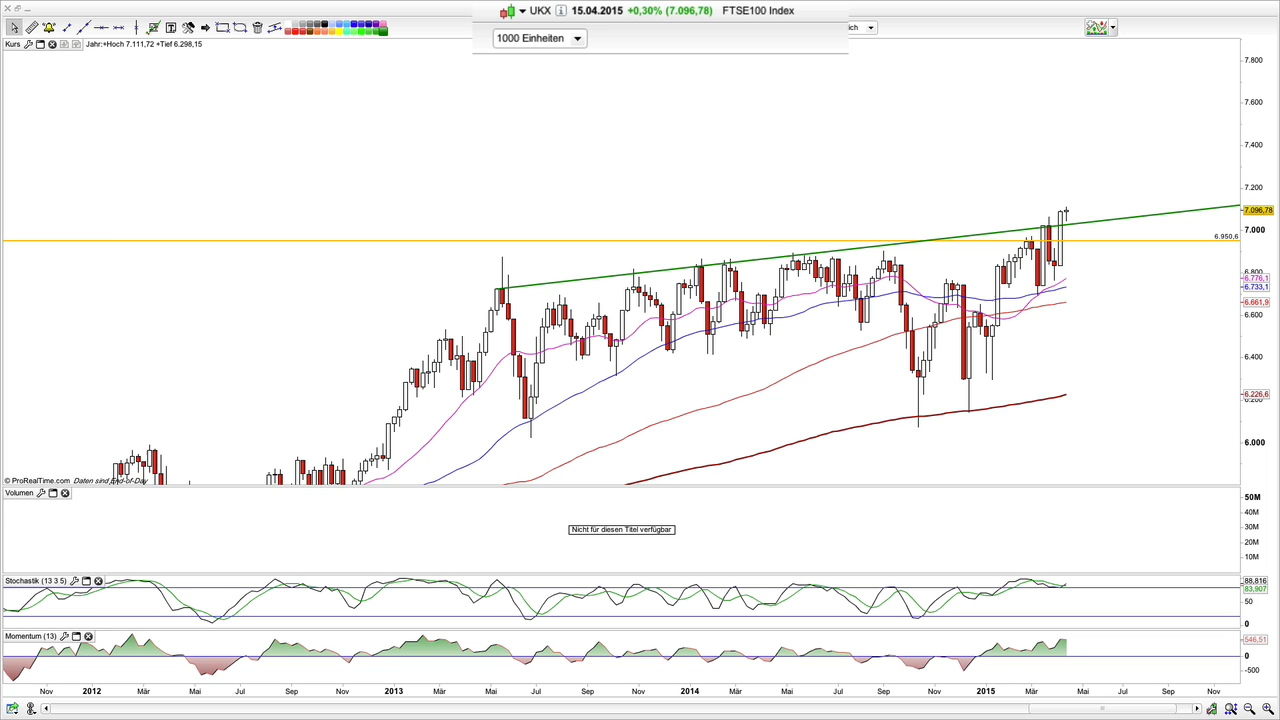 UKX 15.04.2015 +0,30% (7.096,78) FTSE100 Index
1000 Einheiten
ich
Kurs Jahr:+Hoch 7.111,72 +Tief 6.298,15
7.800
7.600
7.400
7.200
7.096,78
7.000
6.950,6
6.800
6.776,1
6.733,1
6.661,9
6.600
6.400
6.226,6
6.200
6.000
© ProRealTime.com Daten sind End-of-Day
Volumen
50M
40M
Nicht für diesen Titel verfügbar
30M
20M
10M
Stochastik (13 3 5)
88,816
83,907
50
0
Momentum (13)
546,51
0
-500
Nov 2012 Mär Mai Jul Sep Nov 2013 Mär Mai Jul Sep Nov 2014 Mär Mai Jul Sep Nov 2015 Mär Mai Jul Sep Nov